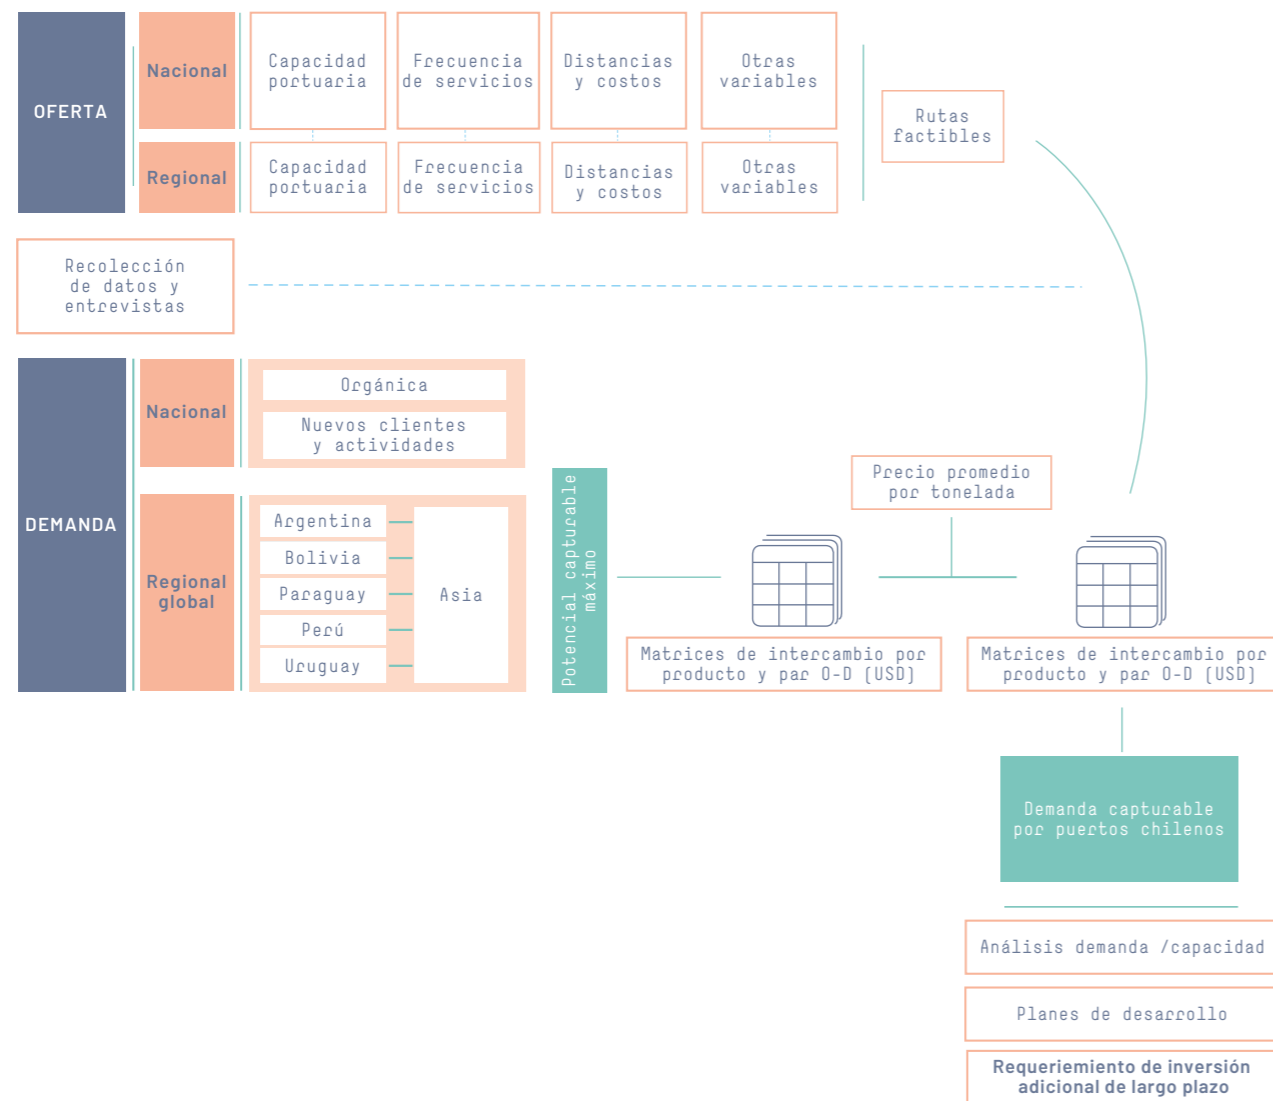 OFERTA
Nacional
Capacidad
portuaria
Frecuencia
de servicios
Distancias
y costos
Otras
variables
Regional
Capacidad
portuaria
Frecuencia
de servicios
Distancias
y costos
Otras
variables
Rutas
factibles
Recolección
de datos y
entrevistas
DEMANDA
Nacional
Orgánica
Nuevos clientes
y actividades
Regional
global
Argentina
Bolivia
Paraguay
Perú
Uruguay
Asia
Potencial capturable
máximo
Matrices de intercambio por
producto y par O-D [USD]
Precio promedio
por tonelada
Matrices de intercambio por
producto y par O-D [USD]
Demanda capturable
por puertos chilenos
Análisis demanda /capacidad
Planes de desarrollo
Requeriemiento de inversión
adicional de largo plazo